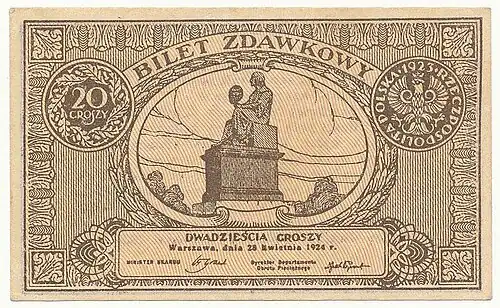 BILET ZDAWKOWY
20
GROSZY
RZECZPOSPOLITA POLSKA 1923
DWADZIEŚCIA GROSZY
Warszawa, dnia 28 Kwietnia 1924 r.
MINISTER SKARBU
Dyrektor Departamentu
Obrotu Pieniężnego